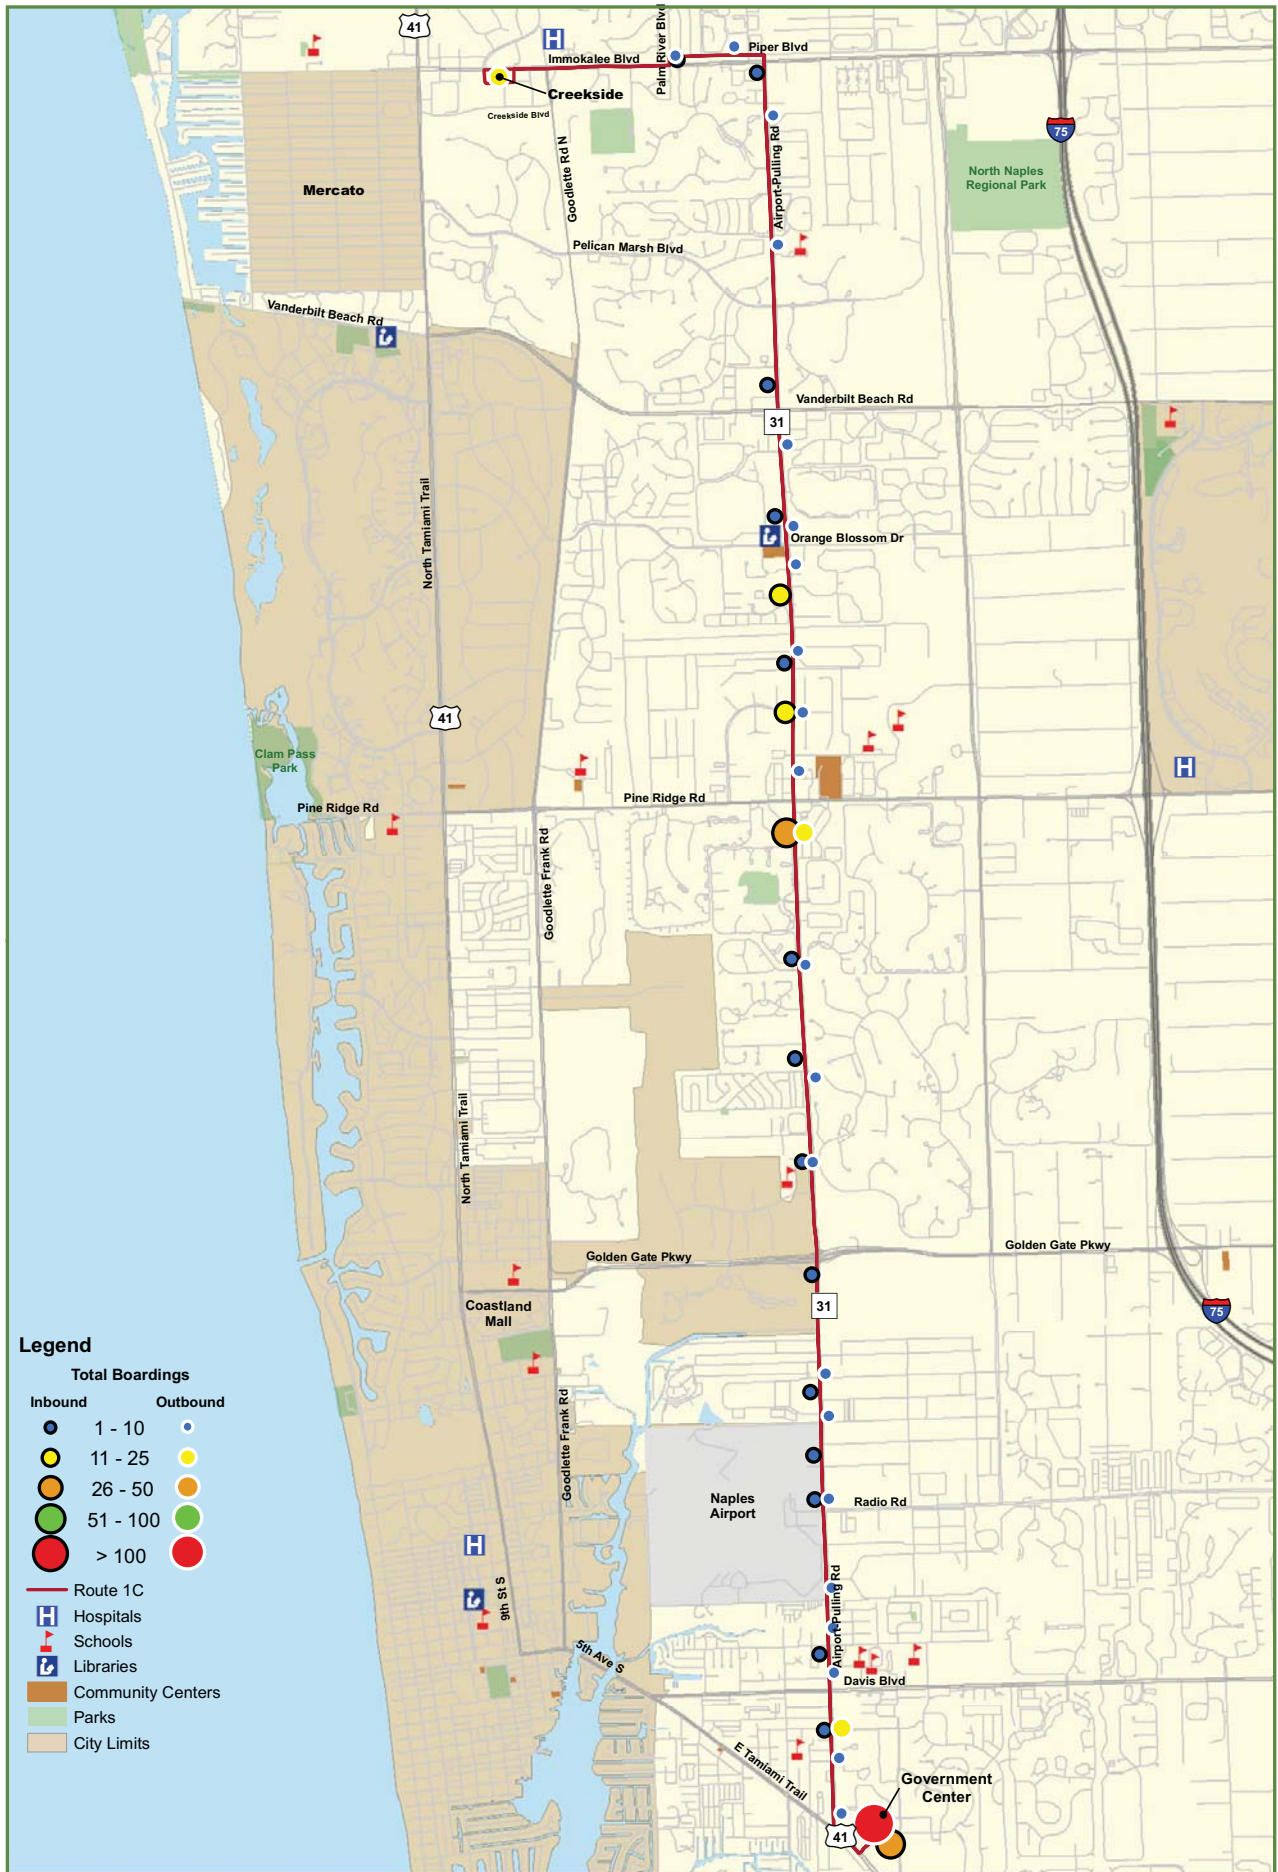 41
H
Palm River Blvd
Piper Blvd
Immokalee Blvd
Creekside
Creekside Blvd
Goodlette Rd N
Airport-Pulling Rd
75
North Naples
Regional Park
Mercato
Pelican Marsh Blvd
Vanderbilt Beach Rd
Vanderbilt Beach Rd
31
North Tamiami Trail
Orange Blossom Dr
41
Clam Pass
Park
H
Pine Ridge Rd
Pine Ridge Rd
Goodlette Frank Rd
North Tamiami Trail
Golden Gate Pkwy
Golden Gate Pkwy
Coastland
Mall
31
75
Legend
Total Boardings
Inbound Outbound
1 - 10
11 - 25
26 - 50
51 - 100
> 100
Route 1C
H Hospitals
Schools
Libraries
Community Centers
Parks
City Limits
Goodlette Frank Rd
Naples
Airport
Radio Rd
H
9th St S
Airport-Pulling Rd
5th Ave S
Davis Blvd
E Tamiami Trail
Government
Center
41